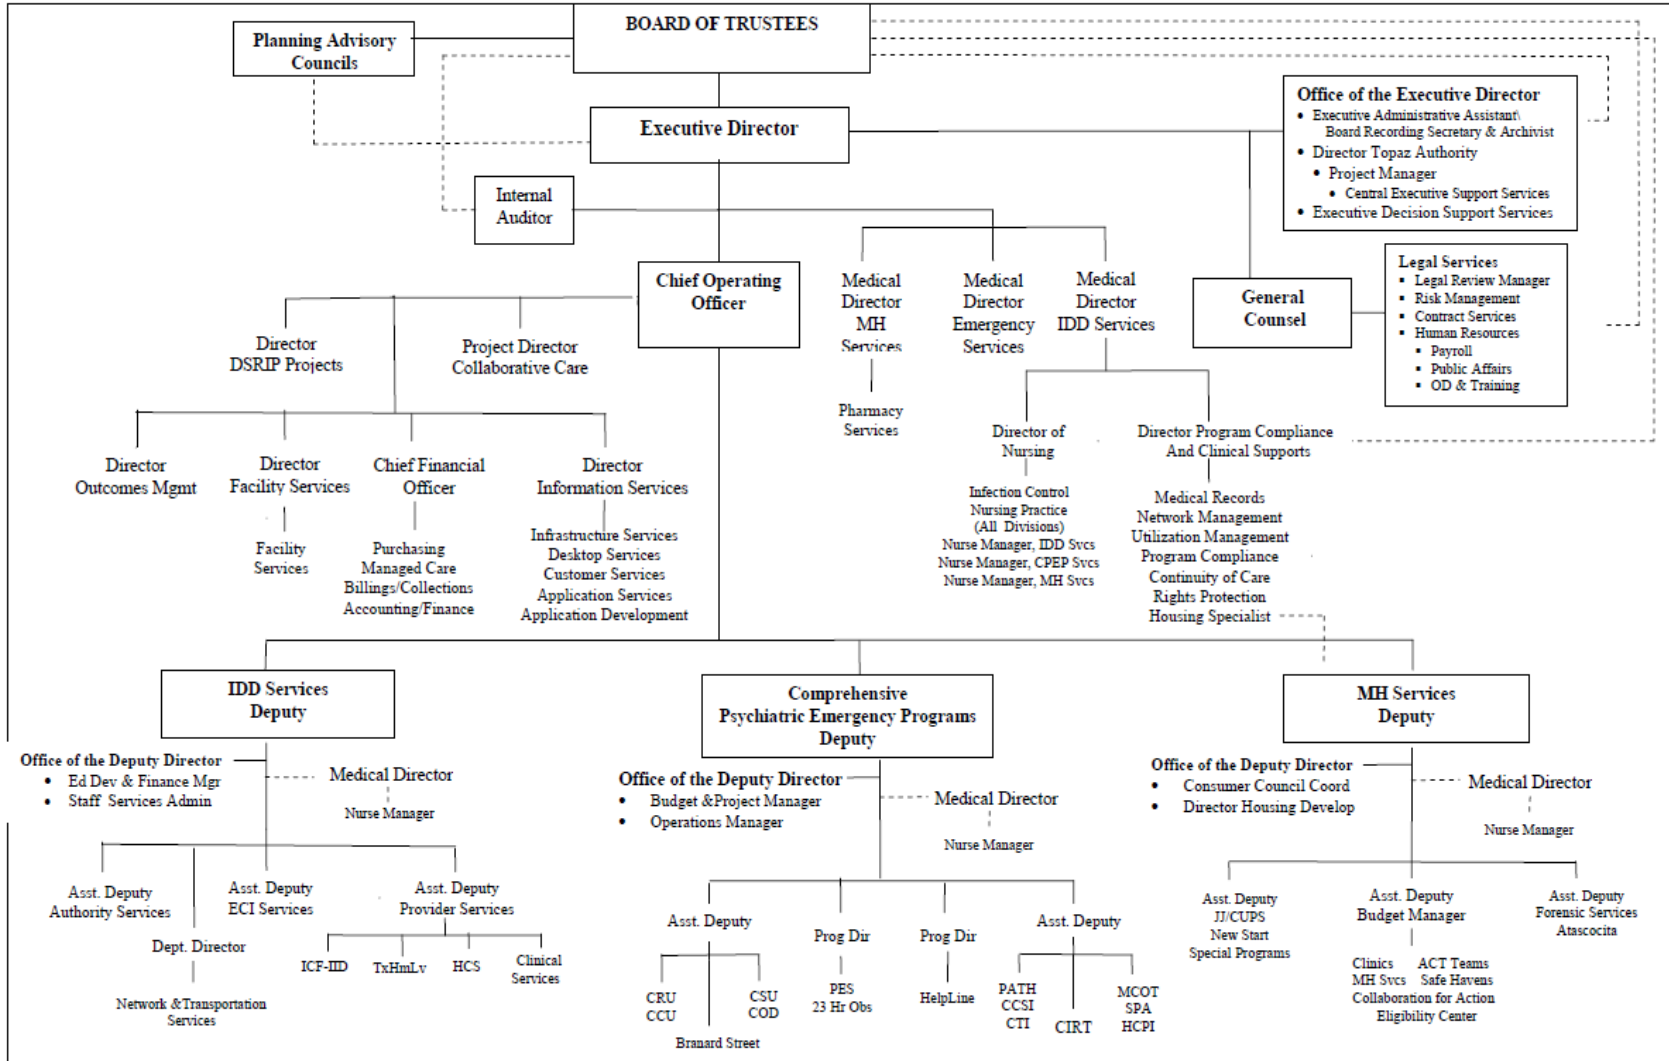 BOARD OF TRUSTEES
Planning Advisory
Councils
Executive Director
Office of the Executive Director
• Executive Administrative Assistant\
Board Recording Secretary & Archivist
• Director Topaz Authority
• Project Manager
• Central Executive Support Services
• Executive Decision Support Services
Internal
Auditor
Chief Operating
Officer
Medical
Director
MH
Services
Medical
Director
Emergency
Services
Medical
Director
IDD Services
General
Counsel
Legal Services
▪ Legal Review Manager
▪ Risk Management
▪ Contract Services
▪ Human Resources
▪ Payroll
▪ Public Affairs
▪ OD & Training
Director
DSRIP Projects
Project Director
Collaborative Care
Pharmacy
Services
Director of
Nursing
Director Program Compliance
And Clinical Supports
Director
Outcomes Mgmt
Director
Facility Services
Chief Financial
Officer
Director
Information Services
Infection Control
Nursing Practice
(All Divisions)
Nurse Manager, IDD Svcs
Nurse Manager, CPEP Svcs
Nurse Manager, MH Svcs
Medical Records
Network Management
Utilization Management
Program Compliance
Continuity of Care
Rights Protection
Housing Specialist
Facility
Services
Purchasing
Managed Care
Billings/Collections
Accounting/Finance
Infrastructure Services
Desktop Services
Customer Services
Application Services
Application Development
IDD Services
Deputy
Comprehensive
Psychiatric Emergency Programs
Deputy
MH Services
Deputy
Office of the Deputy Director
• Ed Dev & Finance Mgr
• Staff Services Admin
Medical Director
Nurse Manager
Office of the Deputy Director
• Budget &Project Manager
• Operations Manager
Medical Director
Nurse Manager
Office of the Deputy Director
• Consumer Council Coord
• Director Housing Develop
Medical Director
Nurse Manager
Asst. Deputy
Authority Services
Dept. Director
Network &Transportation
Services
Asst. Deputy
ECI Services
Asst. Deputy
Provider Services
ICF-IID
TxHmLv
HCS
Clinical
Services
Asst. Deputy
CRU
CCU
CSU
COD
Branard Street
Prog Dir
PES
23 Hr Obs
Prog Dir
HelpLine
Asst. Deputy
PATH
CCSI
CTI
CIRT
MCOT
SPA
HCPI
Asst. Deputy
JJ/CUPS
New Start
Special Programs
Asst. Deputy
Budget Manager
Clinics ACT Teams
MH Svcs Safe Havens
Collaboration for Action
Eligibility Center
Asst. Deputy
Forensic Services
Atascocita